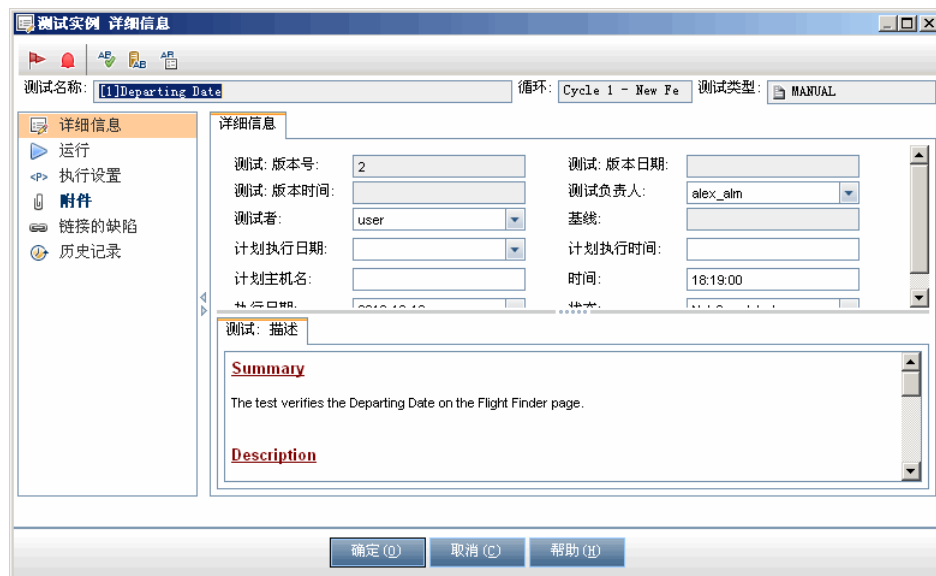 测试实例 详细信息
测试名称: [1]Departing Date 循环: Cycle 1 - New Fe 测试类型: MANUAL
详细信息
运行
执行设置
附件
链接的缺陷
历史记录
详细信息
测试: 版本号: 2 测试: 版本日期:
测试: 版本时间: 测试负责人: alex_alm
测试者: user 基线:
计划执行日期: 计划执行时间:
计划主机名: 时间: 18:19:00
测试: 描述
Summary
The test verifies the Departing Date on the Flight Finder page.
Description
确定(O) 取消(C) 帮助(H)